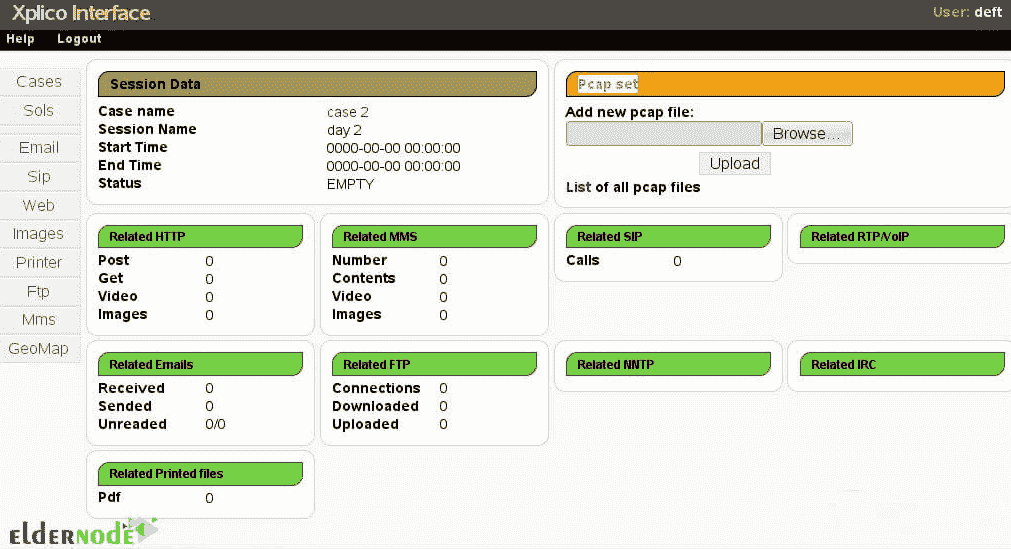 Xplico Interface
User: deft
Help Logout
Cases
Sols
Email
Sip
Web
Images
Printer
Ftp
Mms
GeoMap
Session Data
Case name case 2
Session Name day 2
Start Time 0000-00-00 00:00:00
End Time 0000-00-00 00:00:00
Status EMPTY
Pcap set
Add new pcap file:
Browse...
Upload
List of all pcap files
Related HTTP
Post 0
Get 0
Video 0
Images 0
Related MMS
Number 0
Contents 0
Video 0
Images 0
Related SIP
Calls 0
Related RTP/VoIP
Related Emails
Received 0
Sended 0
Unreaded 0/0
Related FTP
Connections 0
Downloaded 0
Uploaded 0
Related NNTP
Related IRC
Related Printed files
Pdf 0
ELDERNODE